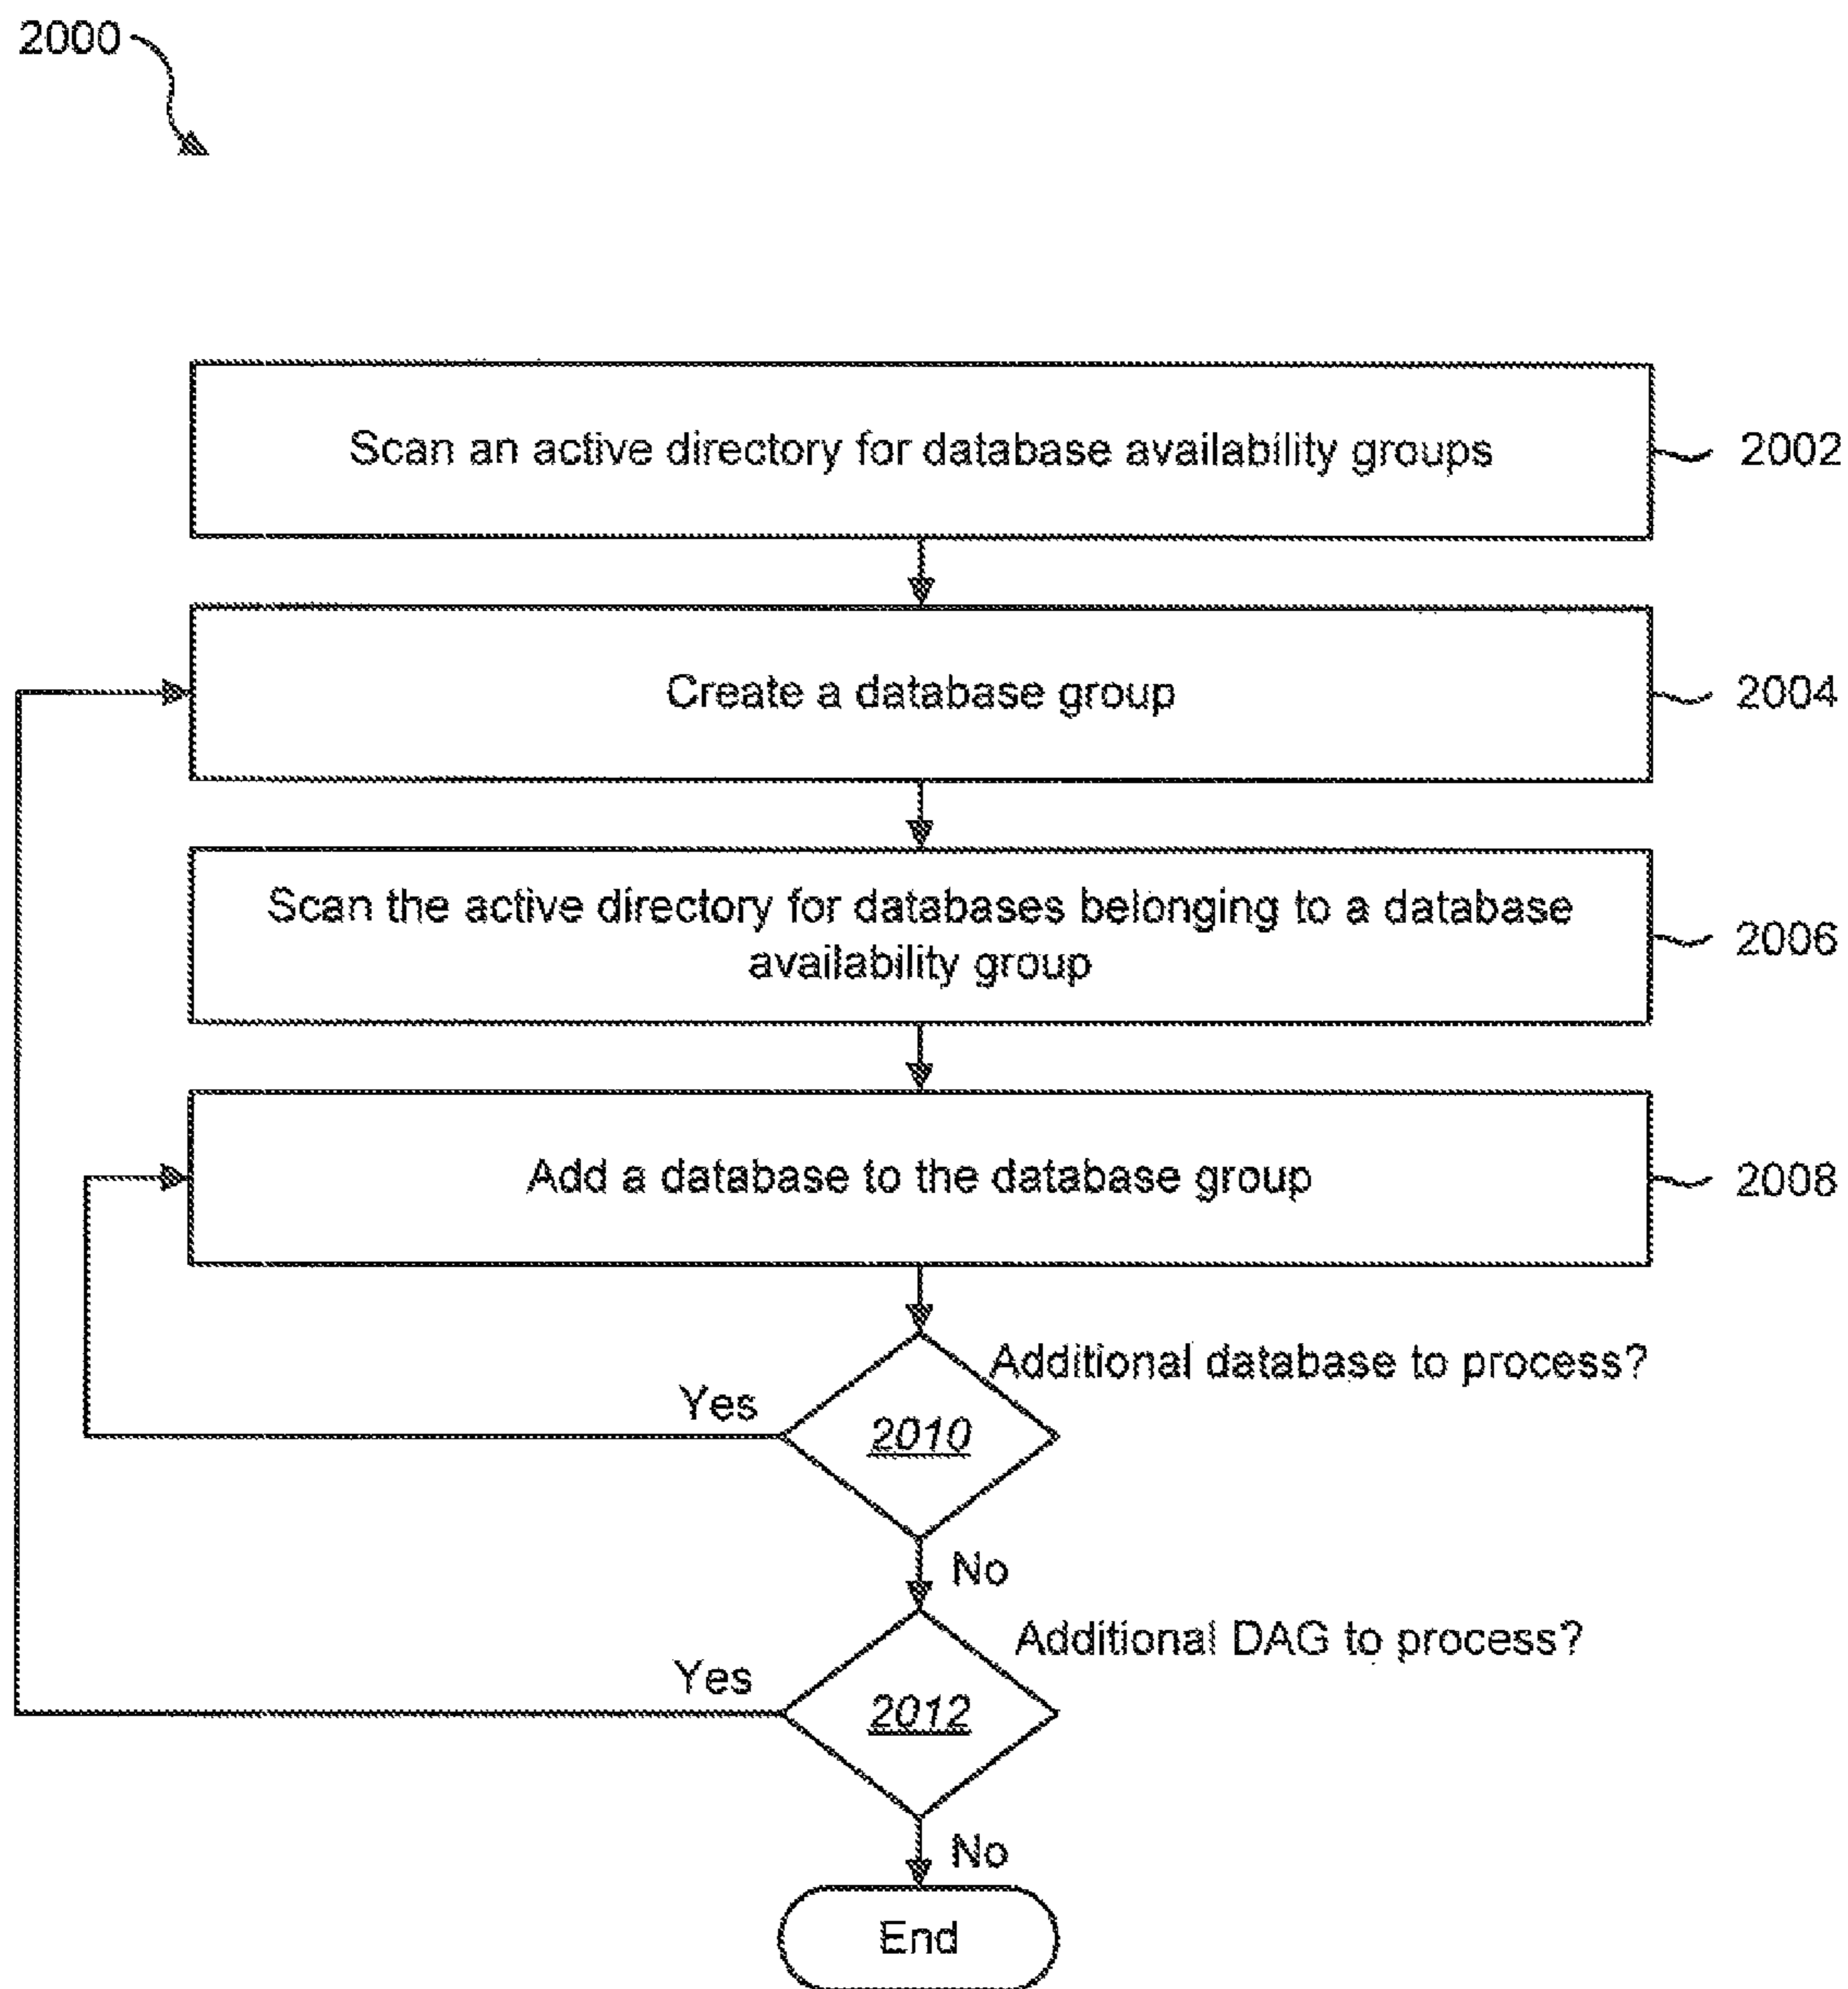 2000
Scan an active directory for database availability groups
2002
Create a database group
2004
Scan the active directory for databases belonging to a database
availability group
2006
Add a database to the database group
2008
Additional database to process?
Yes
2010
No
Additional DAG to process?
Yes
2012
No
End